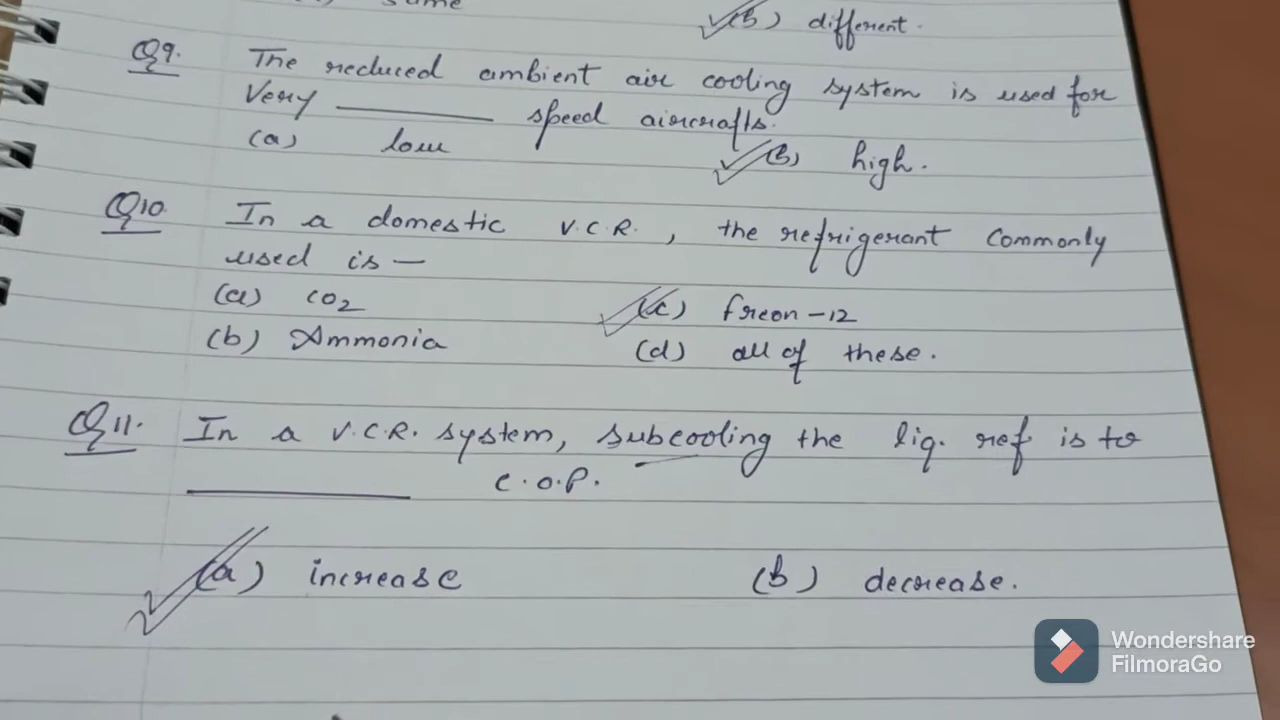 same
(b) different.
Q9. The reduced ambient air cooling system is used for
very ________ speed aircrafts.
(a) low (b) high.
Q10. In a domestic V.C.R., the refrigerant commonly
used is —
(a) CO₂ (c) freon-12
(b) Ammonia (d) all of these.
Q11. In a V.C.R. system, subcooling the liq. ref is to
________ C.O.P.
(a) increase (b) decrease.
Wondershare
FilmoraGo